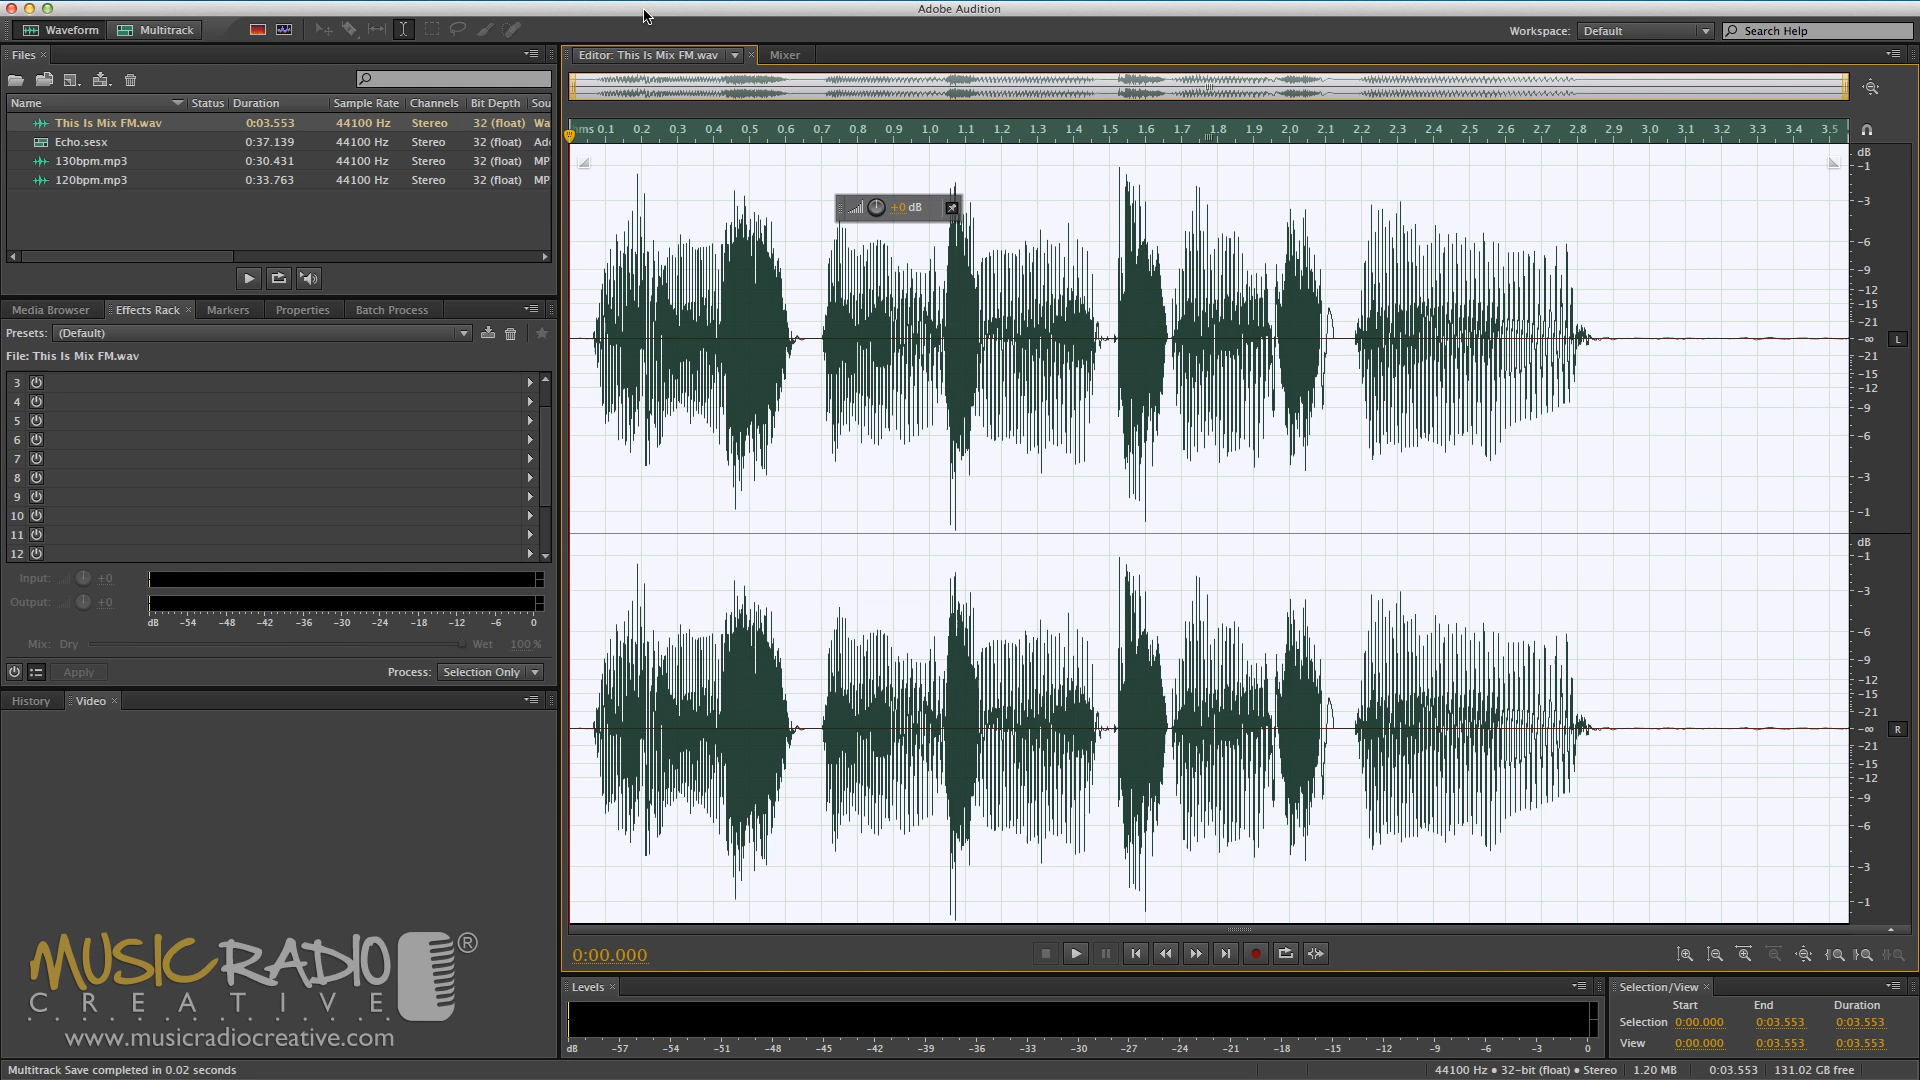 Adobe Audition
Waveform Multitrack Workspace: Default Search Help
Files Editor: This Is Mix FM.wav Mixer
Name Status Duration Sample Rate Channels Bit Depth Sou
This Is Mix FM.wav 0:03.553 44100 Hz Stereo 32 (float) Wa
Echo.sesx 0:37.139 44100 Hz Stereo 32 (float)
130bpm.mp3 0:30.431 44100 Hz Stereo 32 (float) MP
120bpm.mp3 0:33.763 44100 Hz Stereo 32 (float) MP
Media Browser Effects Rack Markers Properties Batch Process
Presets: (Default)
File: This Is Mix FM.wav
3
4
5
6
7
8
9
10
11
12
Input: +0
Output: +0
dB -54 -48 -42 -36 -30 -24 -18 -12 -6 0
Mix: Dry Wet 100 %
Apply Process: Selection Only
History Video
MUSIC RADIO ®
CREATIVE
www.musicradiocreative.com
hms 0.1 0.2 0.3 0.4 0.5 0.6 0.7 0.8 0.9 1.0 1.1 1.2 1.3 1.4 1.5 1.6 1.7 1.8 1.9 2.0 2.1 2.2 2.3 2.4 2.5 2.6 2.7 2.8 2.9 3.0 3.1 3.2 3.3 3.4 3.5
+0 dB
dB
-1
-3
-6
-9
-12
-15
-21
-∞ L
-21
-15
-12
-9
-6
-3
-1
dB
-1
-3
-6
-9
-12
-15
-21
-∞ R
-21
-15
-12
-9
-6
-3
-1
0:00.000
Levels
dB -57 -54 -51 -48 -45 -42 -39 -36 -33 -30 -27 -24 -21 -18 -15 -12 -9 -6 -3 0
Selection/View
Start End Duration
Selection 0:00.000 0:03.553 0:03.553
View 0:00.000 0:03.553 0:03.553
Multitrack Save completed in 0.02 seconds 44100 Hz • 32-bit (float) • Stereo 1.20 MB 0:03.553 131.02 GB free